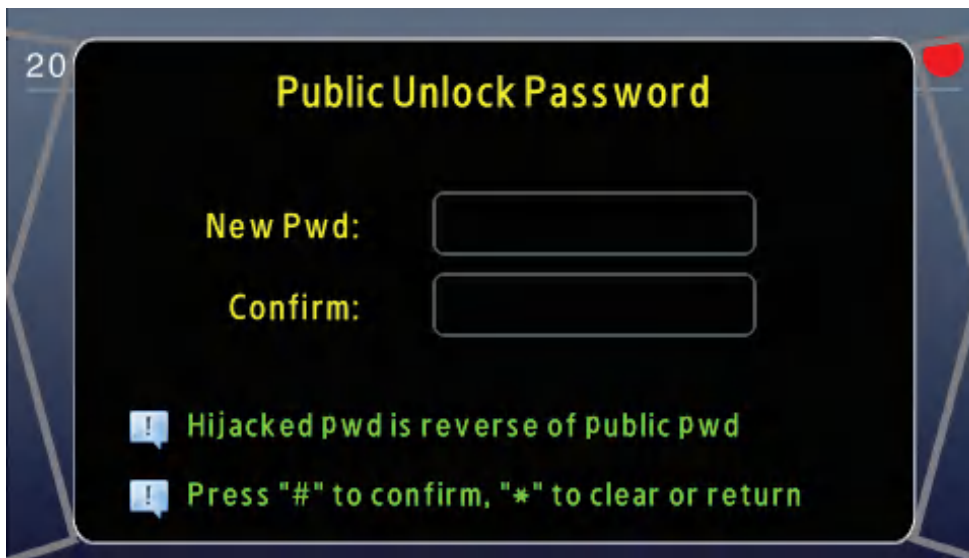 20
Public Unlock Password
New Pwd:
Confirm:
! Hijacked pwd is reverse of public pwd
! Press "#" to confirm, "*" to clear or return